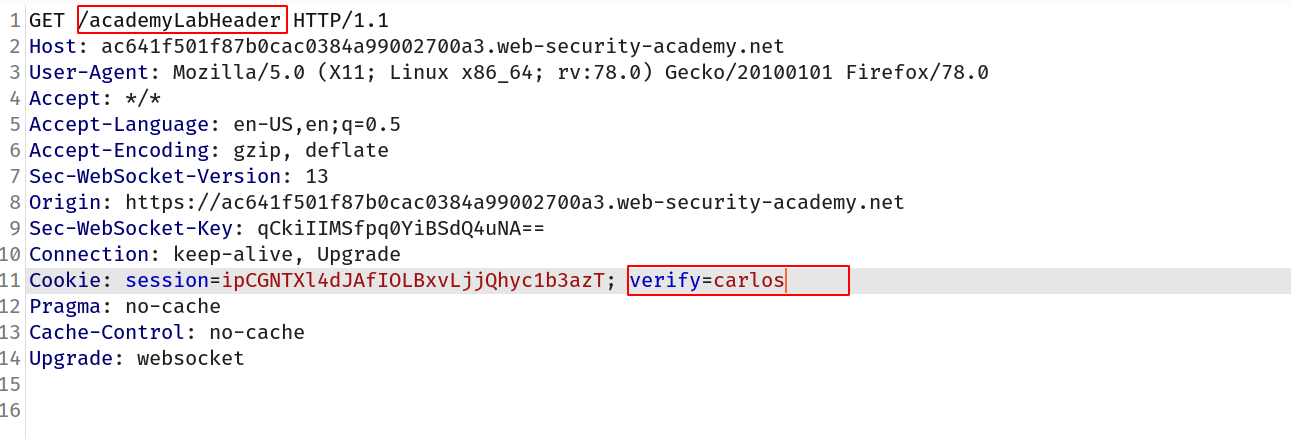 1 GET /academyLabHeader HTTP/1.1
2 Host: ac641f501f87b0cac0384a99002700a3.web-security-academy.net
3 User-Agent: Mozilla/5.0 (X11; Linux x86_64; rv:78.0) Gecko/20100101 Firefox/78.0
4 Accept: */*
5 Accept-Language: en-US,en;q=0.5
6 Accept-Encoding: gzip, deflate
7 Sec-WebSocket-Version: 13
8 Origin: https://ac641f501f87b0cac0384a99002700a3.web-security-academy.net
9 Sec-WebSocket-Key: qCkiIIMSfpq0YiBSdQ4uNA==
10 Connection: keep-alive, Upgrade
11 Cookie: session=ipCGNTXl4dJAfIOLBxvLjjQhyc1b3azT; verify=carlos
12 Pragma: no-cache
13 Cache-Control: no-cache
14 Upgrade: websocket
15
16